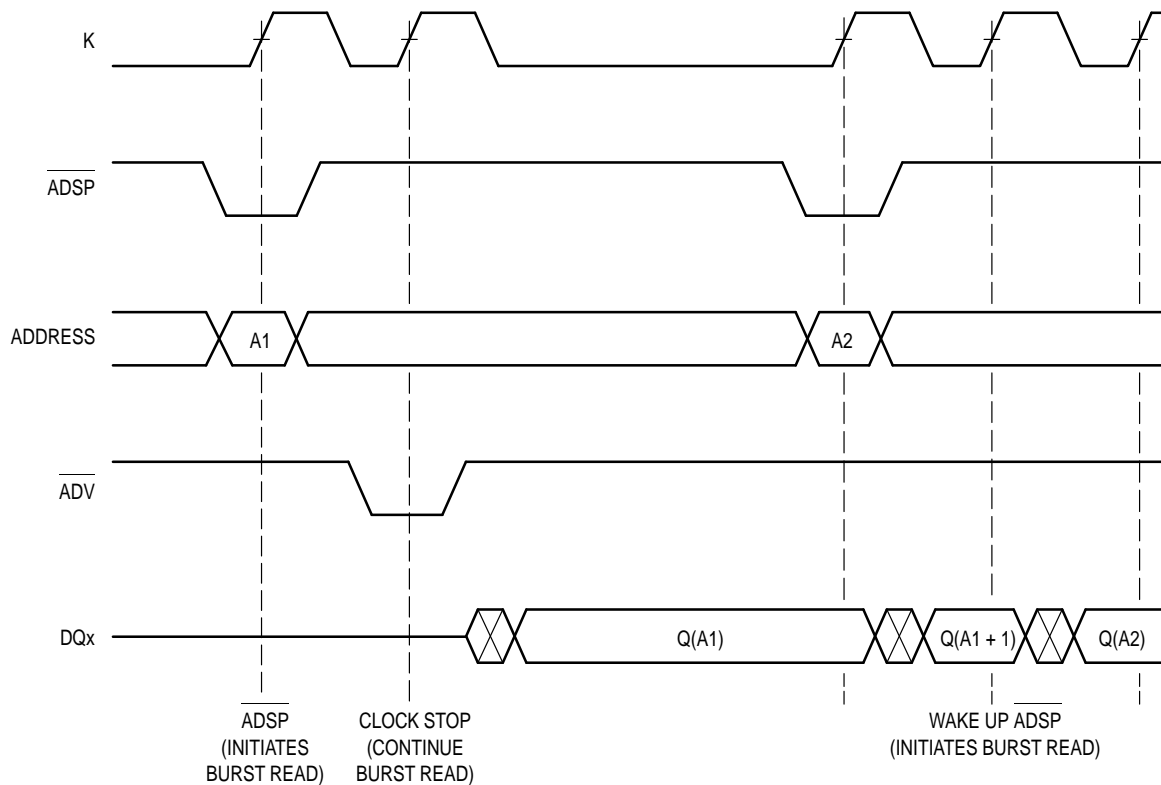 K
ADSP
ADDRESS
A1
A2
ADV
DQx
Q(A1)
Q(A1 + 1)
Q(A2)
ADSP
(INITIATES
BURST READ)
CLOCK STOP
(CONTINUE
BURST READ)
WAKE UP ADSP
(INITIATES BURST READ)